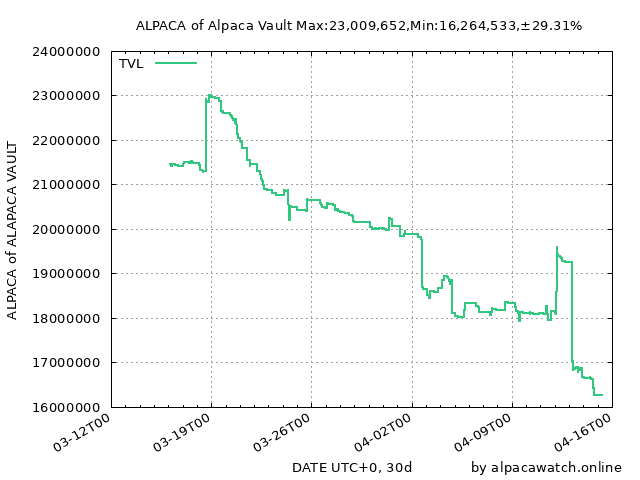 ALPACA of Alpaca Vault Max:23,009,652,Min:16,264,533,±29.31%
TVL
ALPACA of ALAPACA VAULT
24000000
23000000
22000000
21000000
20000000
19000000
18000000
17000000
16000000
03-12T00
03-19T00
03-26T00
04-02T00
04-09T00
04-16T00
DATE UTC+0, 30d
by alpacawatch.online